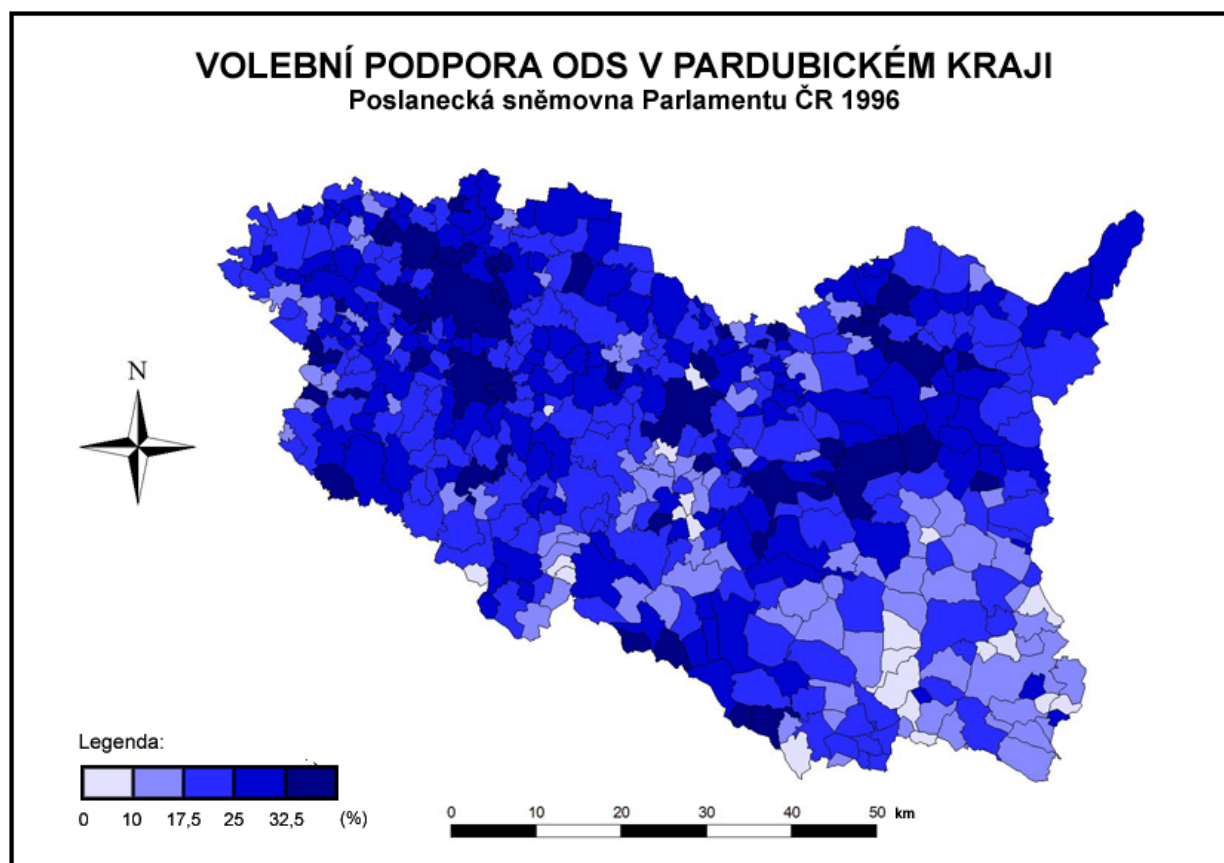 VOLEBNÍ PODPORA ODS V PARDUBICKÉM KRAJI
Poslanecká sněmovna Parlamentu ČR 1996
N
Legenda:
0 10 17,5 25 32,5 (%)
0 10 20 30 40 50 km